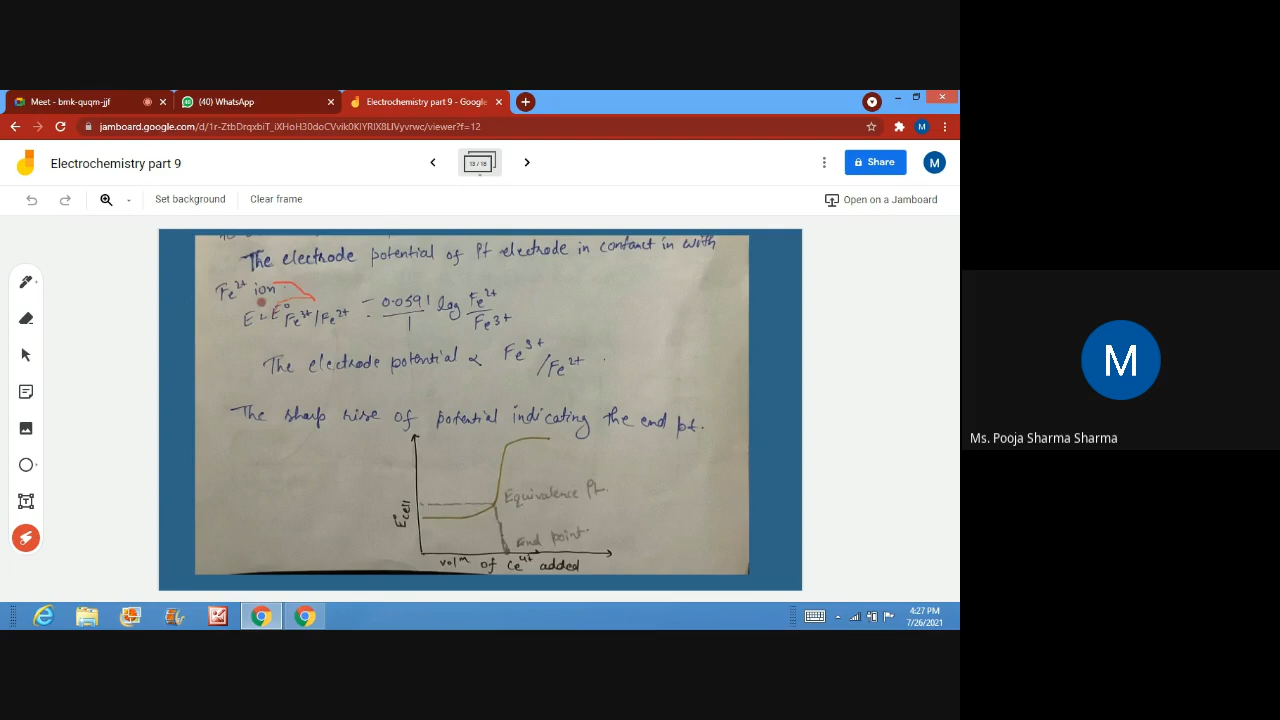 Meet - bmk-quqm-jjf
(40) WhatsApp
Electrochemistry part 9 - Google
jamboard.google.com/d/1r-ZtbDrqxbiT_iXHoH30doCVvik0KlYRlX8LlVyvrwc/viewer?f=12
M
Electrochemistry part 9
13 / 18
Share
M
Set background
Clear frame
Open on a Jamboard
The electrode potential of Pt electrode in contanct in with
Fe2+ ion.
E = E° Fe3+/Fe2+ = 0.0591/1 log Fe2+/Fe3+
The electrode potential ∝ Fe3+/Fe2+ .
The sharp rise of potential indicating the end pt.
Equivalence Pt.
Ecell
End point.
volm of Ce4+ added
4:27 PM
7/26/2021
M
Ms. Pooja Sharma Sharma